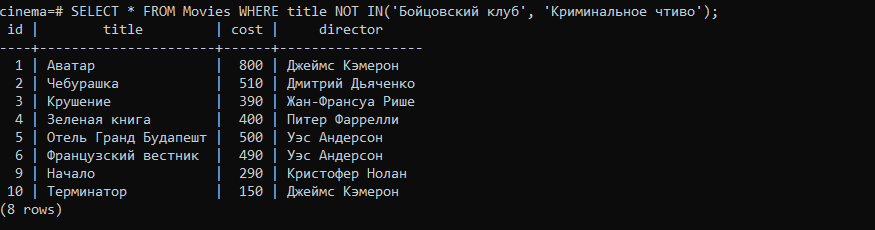 cinema=# SELECT * FROM Movies WHERE title NOT IN('Бойцовский клуб', 'Криминальное чтиво');
 id |        title         | cost |     director
----+----------------------+------+------------------
  1 | Аватар               |  800 | Джеймс Кэмерон
  2 | Чебурашка            |  510 | Дмитрий Дьяченко
  3 | Крушение             |  390 | Жан-Франсуа Рише
  4 | Зеленая книга        |  400 | Питер Фаррелли
  5 | Отель Гранд Будапешт |  500 | Уэс Андерсон
  6 | Французский вестник  |  490 | Уэс Андерсон
  9 | Начало               |  290 | Кристофер Нолан
 10 | Терминатор           |  150 | Джеймс Кэмерон
(8 rows)